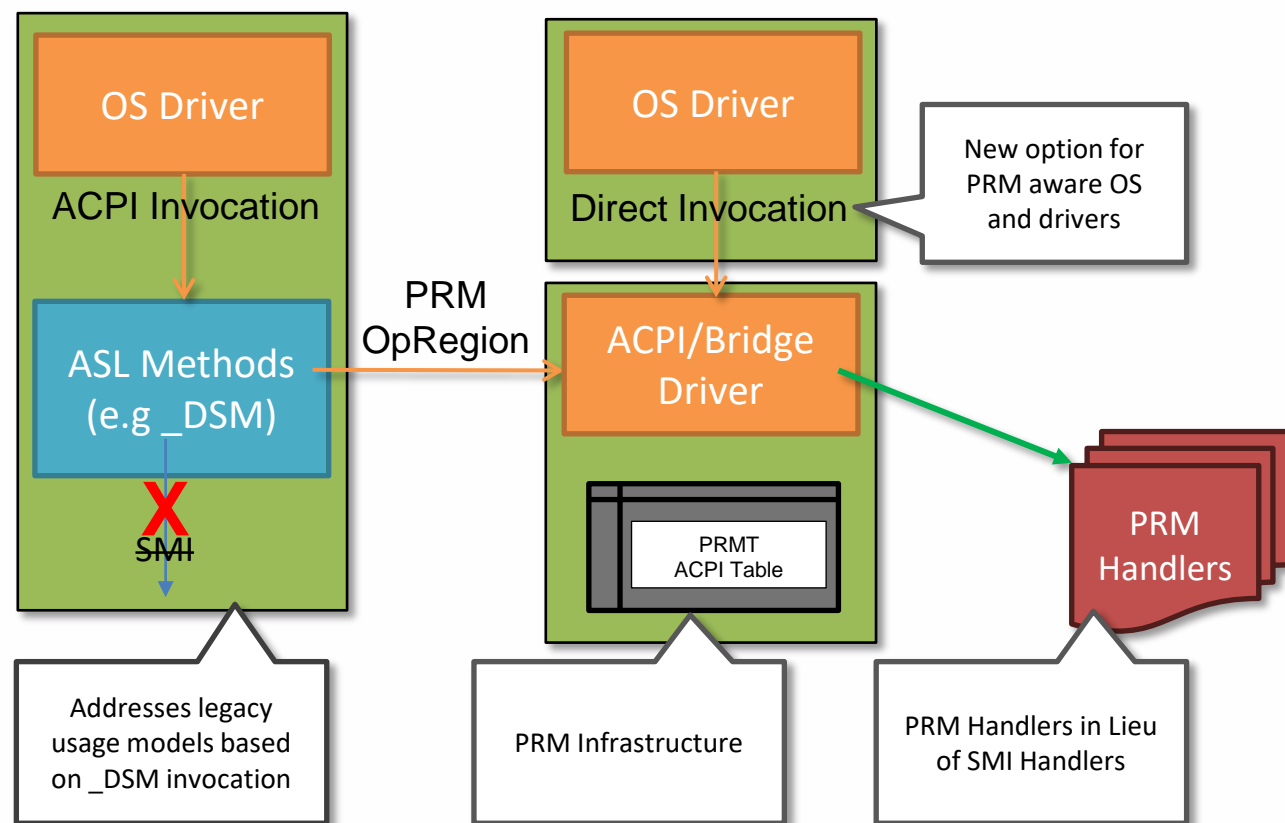 OS Driver
ACPI Invocation
ASL Methods
(e.g _DSM)
SMI
Addresses legacy
usage models based
on _DSM invocation
PRM
OpRegion
OS Driver
Direct Invocation
New option for
PRM aware OS
and drivers
ACPI/Bridge
Driver
PRMT
ACPI Table
PRM Infrastructure
PRM
Handlers
PRM Handlers in Lieu
of SMI Handlers